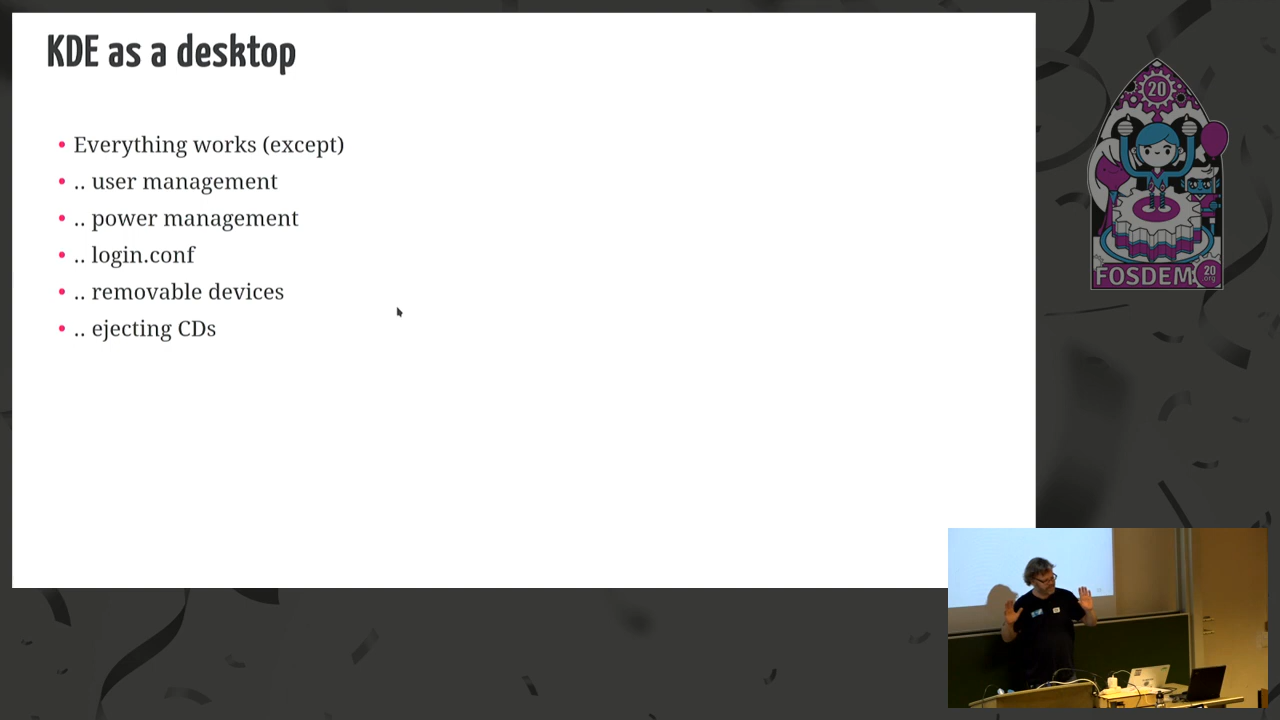 KDE as a desktop
• Everything works (except)
• .. user management
• .. power management
• .. login.conf
• .. removable devices
• .. ejecting CDs
20
FOSDEM 20
.org